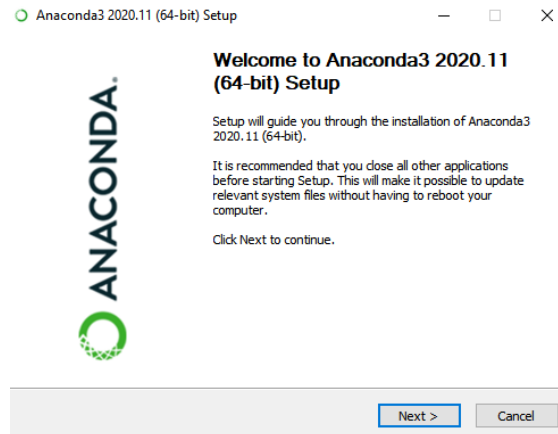 Anaconda3 2020.11 (64-bit) Setup
Welcome to Anaconda3 2020.11
(64-bit) Setup
Setup will guide you through the installation of Anaconda3
2020.11 (64-bit).
It is recommended that you close all other applications
before starting Setup. This will make it possible to update
relevant system files without having to reboot your
computer.
Click Next to continue.
ANACONDA.
Next >
Cancel